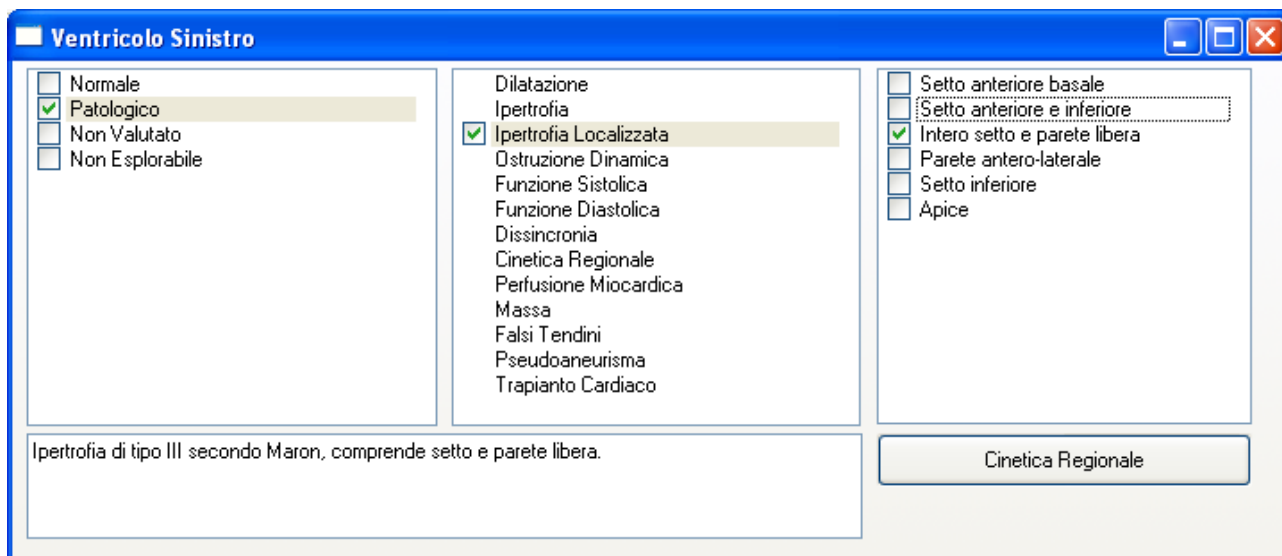 Ventricolo Sinistro
Normale
Patologico
Non Valutato
Non Esplorabile
Dilatazione
Ipertrofia
Ipertrofia Localizzata
Ostruzione Dinamica
Funzione Sistolica
Funzione Diastolica
Dissincronia
Cinetica Regionale
Perfusione Miocardica
Massa
Falsi Tendini
Pseudoaneurisma
Trapianto Cardiaco
Setto anteriore basale
Setto anteriore e inferiore
Intero setto e parete libera
Parete antero-laterale
Setto inferiore
Apice
Ipertrofia di tipo III secondo Maron, comprende setto e parete libera.
Cinetica Regionale